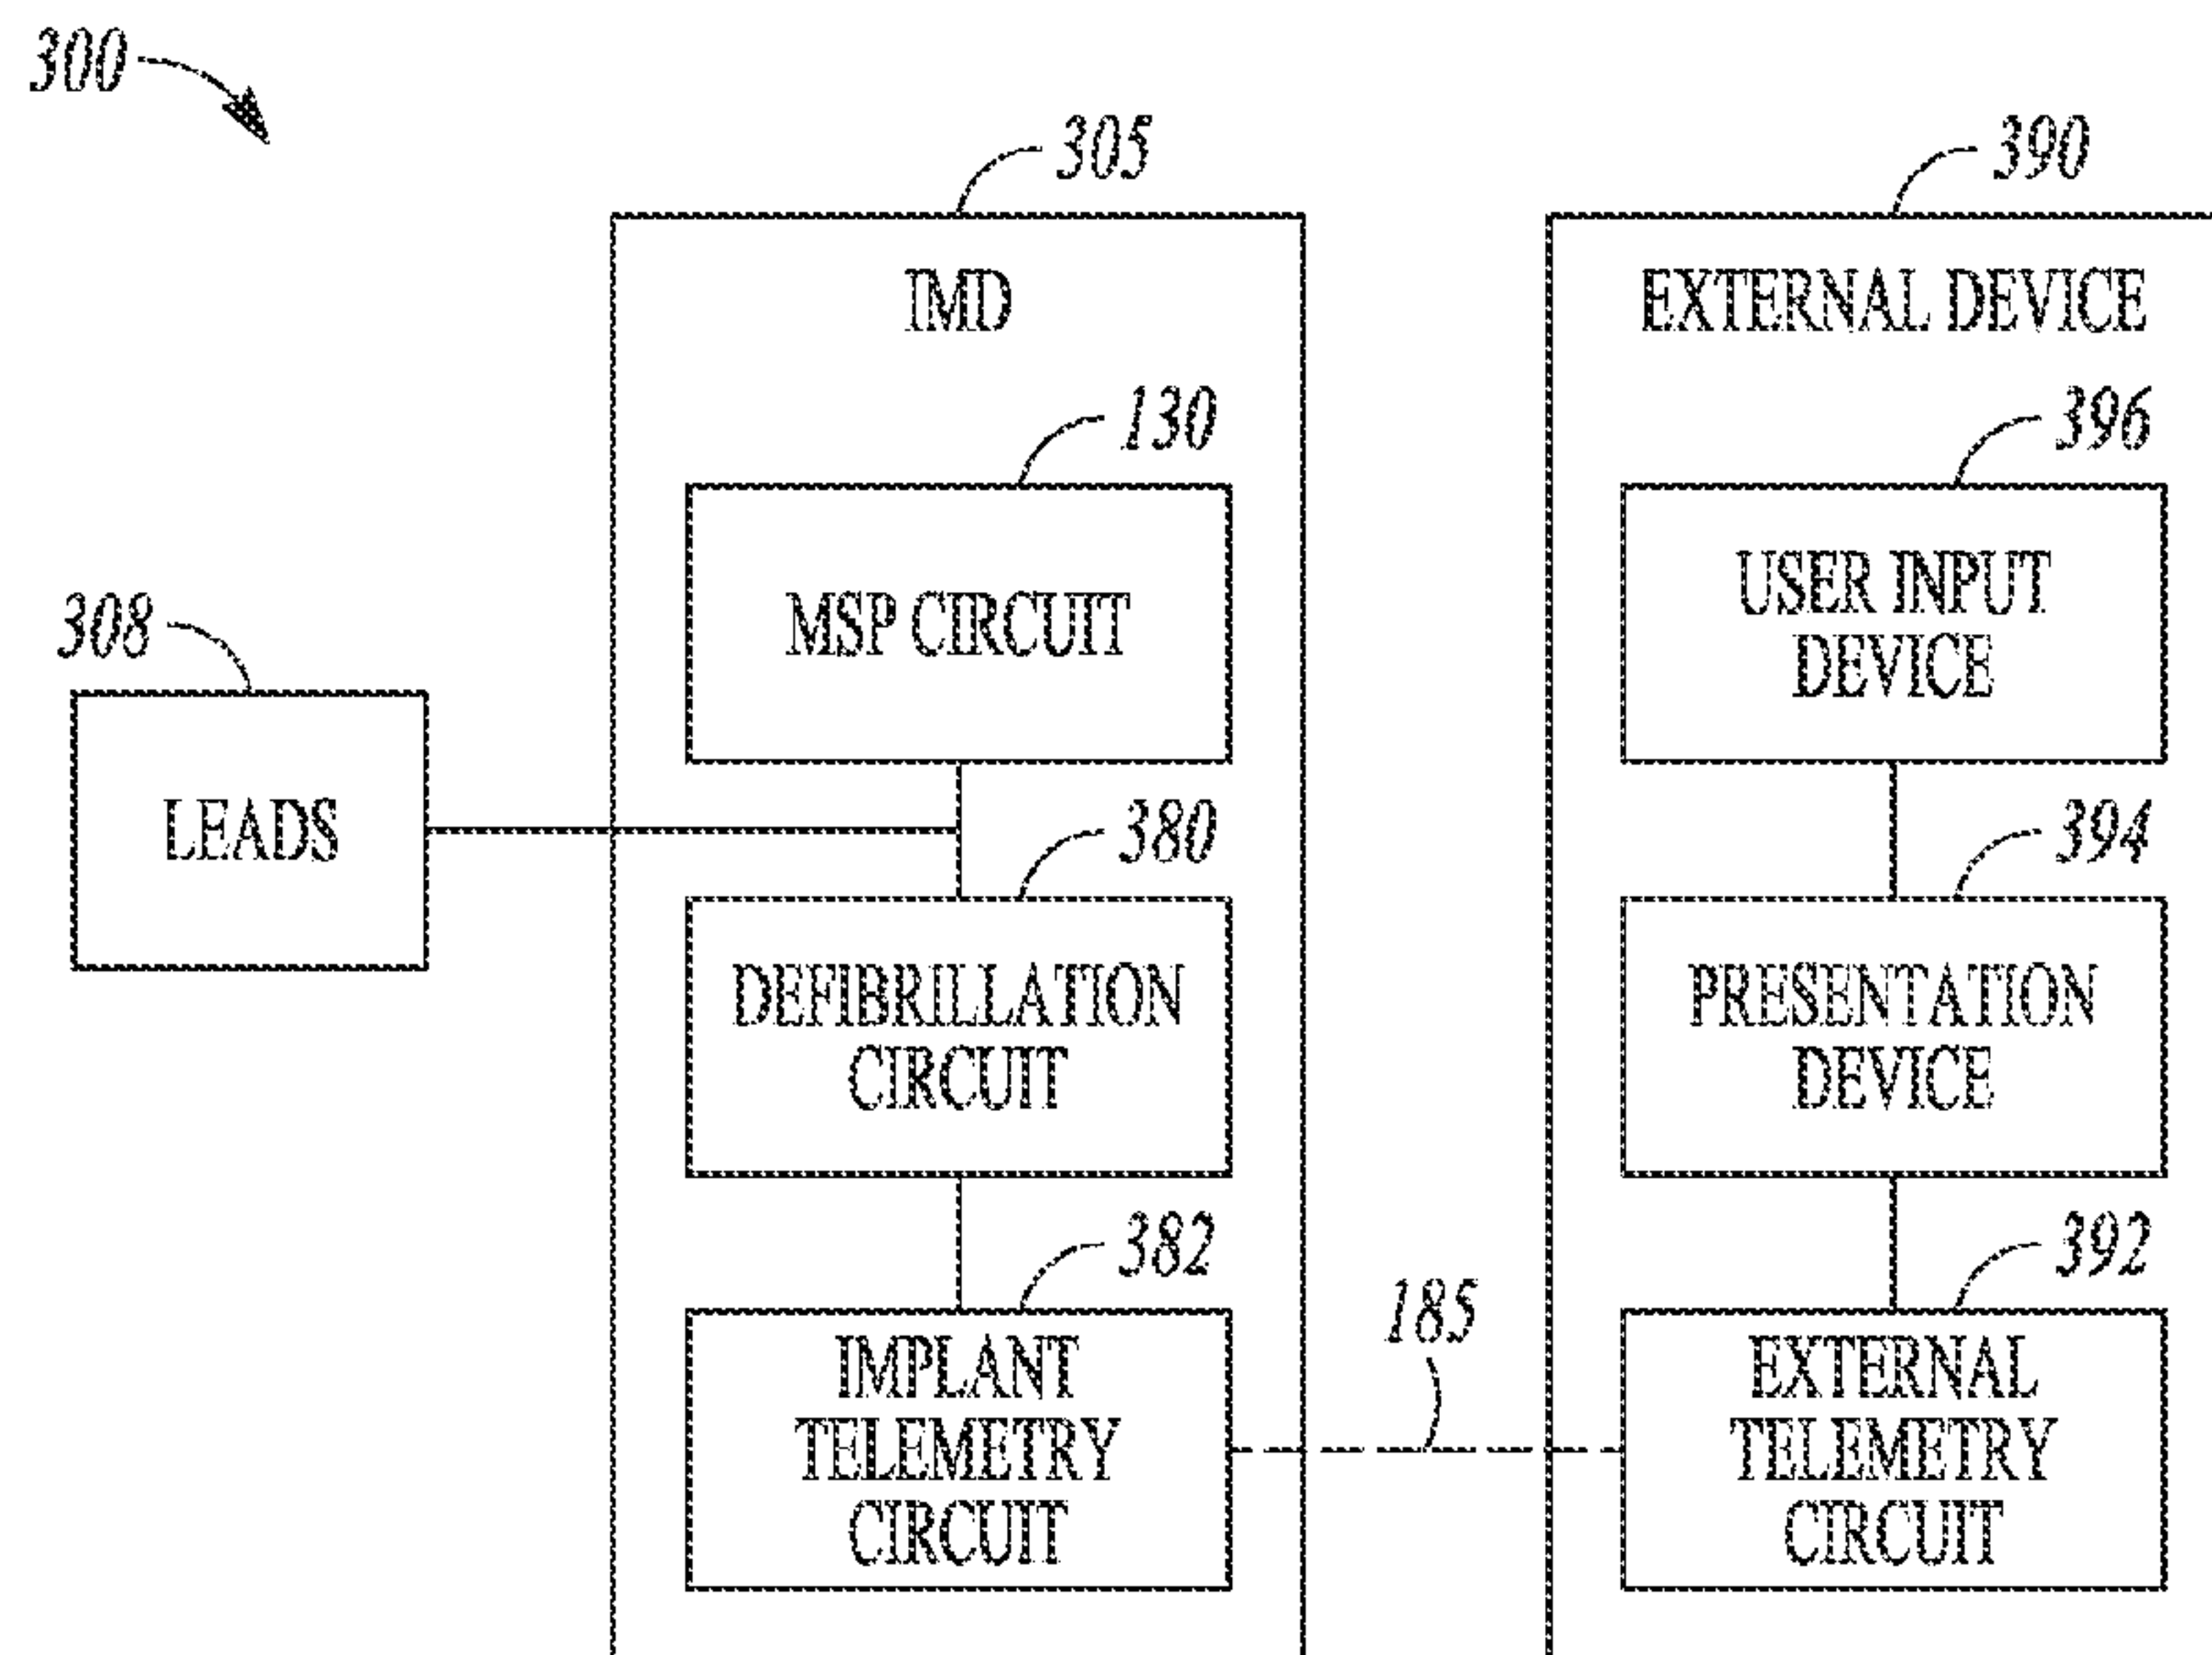 300
305
390
IMD
EXTERNAL DEVICE
130
396
MSP CIRCUIT
USER INPUT
DEVICE
308
LEADS
380
394
DEFIBRILLATION
CIRCUIT
PRESENTATION
DEVICE
382
392
185
IMPLANT
TELEMETRY
CIRCUIT
EXTERNAL
TELEMETRY
CIRCUIT